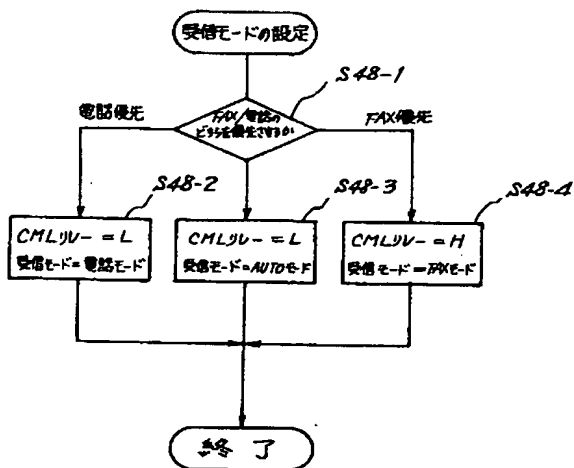 受信モードの設定
S48-1
電話優先
FAX/電話の
どちらを優先させるか
FAX優先
S48-2
S48-3
S48-4
CMLリレー=L
受信モード=電話モード
CMLリレー=L
受信モード=AUTOモード
CMLリレー=H
受信モード=FAXモード
終了